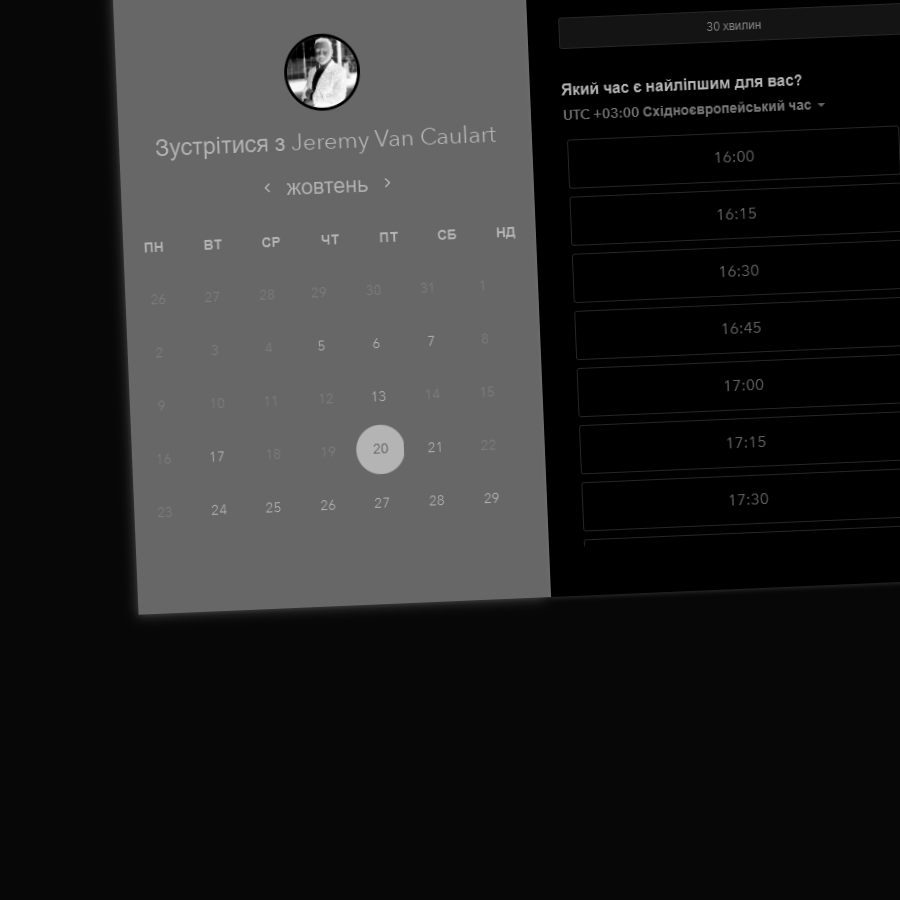 Зустрітися з Jeremy Van Caulart
жовтень
ПН ВТ СР ЧТ ПТ СБ НД
26 27 28 29 30 31 1
2 3 4 5 6 7 8
9 10 11 12 13 14 15
16 17 18 19 20 21 22
23 24 25 26 27 28 29
30 хвилин
Який час є найліпшим для вас?
UTC +03:00 Східноєвропейський час
16:00
16:15
16:30
16:45
17:00
17:15
17:30